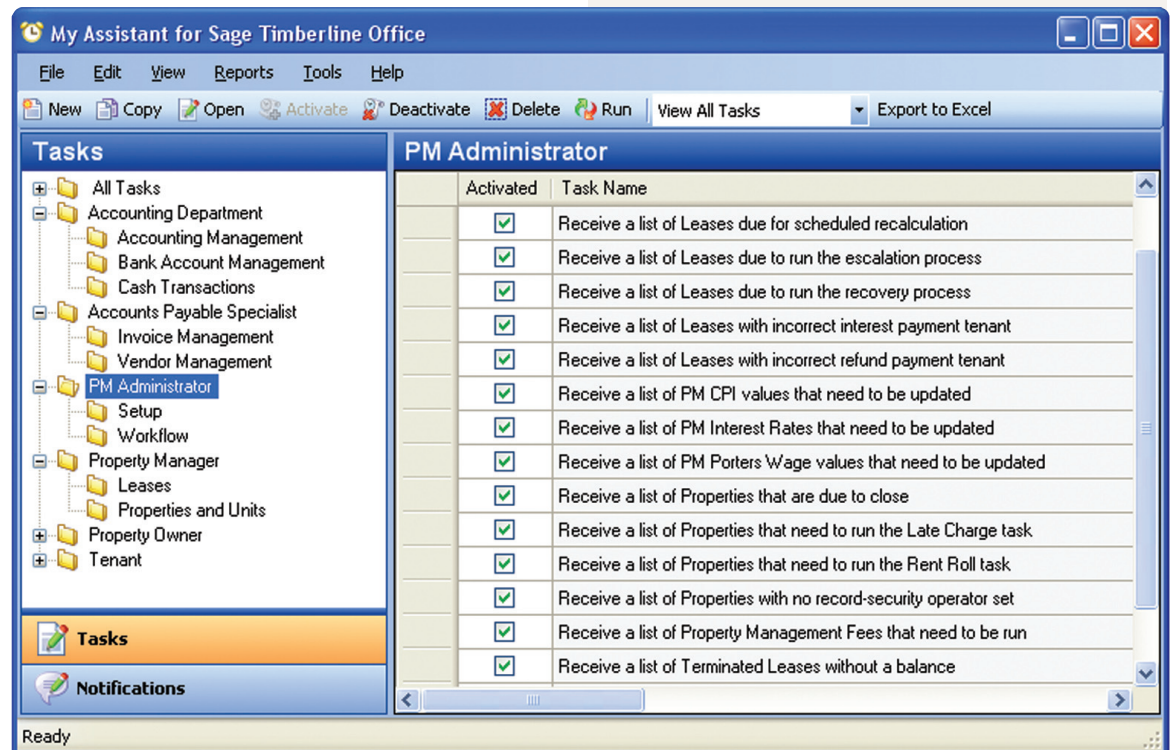 My Assistant for Sage Timberline Office
File Edit View Reports Tools Help
New Copy Open Activate Deactivate Delete Run View All Tasks Export to Excel
Tasks
All Tasks
Accounting Department
Accounting Management
Bank Account Management
Cash Transactions
Accounts Payable Specialist
Invoice Management
Vendor Management
PM Administrator
Setup
Workflow
Property Manager
Leases
Properties and Units
Property Owner
Tenant
Tasks
Notifications
PM Administrator
Activated Task Name
Receive a list of Leases due for scheduled recalculation
Receive a list of Leases due to run the escalation process
Receive a list of Leases due to run the recovery process
Receive a list of Leases with incorrect interest payment tenant
Receive a list of Leases with incorrect refund payment tenant
Receive a list of PM CPI values that need to be updated
Receive a list of PM Interest Rates that need to be updated
Receive a list of PM Porters Wage values that need to be updated
Receive a list of Properties that are due to close
Receive a list of Properties that need to run the Late Charge task
Receive a list of Properties that need to run the Rent Roll task
Receive a list of Properties with no record-security operator set
Receive a list of Property Management Fees that need to be run
Receive a list of Terminated Leases without a balance
Ready